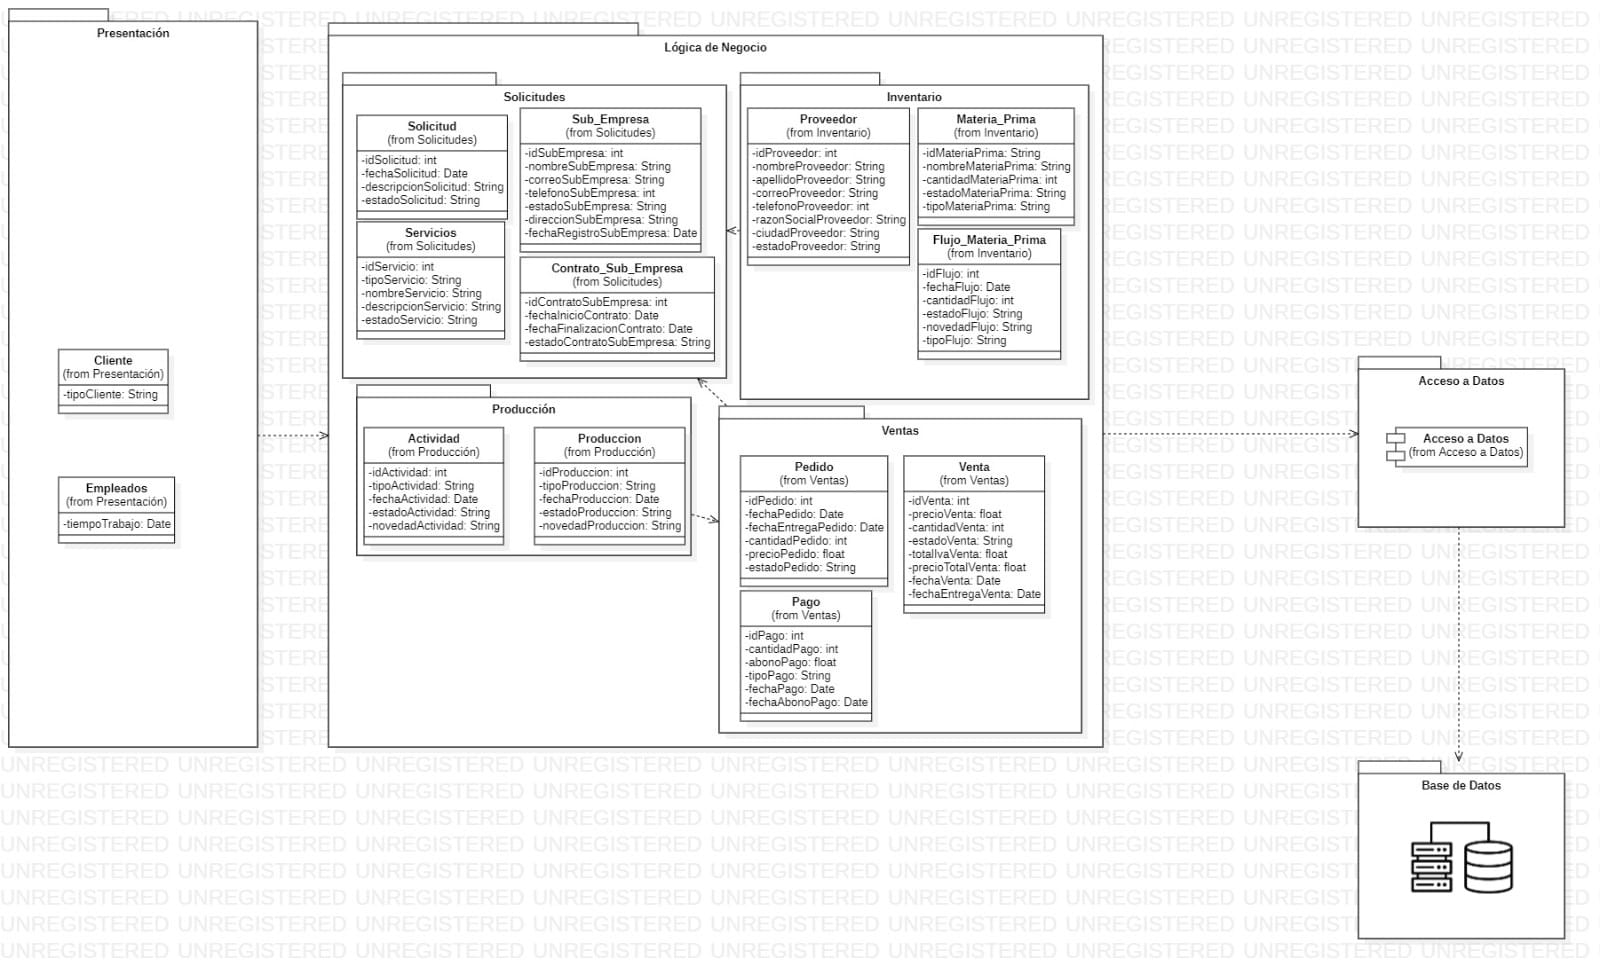 Presentación
Cliente
(from Presentación)
-tipoCliente: String
Empleados
(from Presentación)
-tiempoTrabajo: Date
Lógica de Negocio
Solicitudes
Solicitud
(from Solicitudes)
-idSolicitud: int
-fechaSolicitud: Date
-descripcionSolicitud: String
-estadoSolicitud: String
Servicios
(from Solicitudes)
-idServicio: int
-tipoServicio: String
-nombreServicio: String
-descripcionServicio: String
-estadoServicio: String
Sub_Empresa
(from Solicitudes)
-idSubEmpresa: int
-nombreSubEmpresa: String
-correoSubEmpresa: String
-telefonoSubEmpresa: int
-estadoSubEmpresa: String
-direccionSubEmpresa: String
-fechaRegistroSubEmpresa: Date
Contrato_Sub_Empresa
(from Solicitudes)
-idContratoSubEmpresa: int
-fechaInicioContrato: Date
-fechaFinalizacionContrato: Date
-estadoContratoSubEmpresa: String
Inventario
Proveedor
(from Inventario)
-idProveedor: int
-nombreProveedor: String
-apellidoProveedor: String
-correoProveedor: String
-telefonoProveedor: int
-razonSocialProveedor: String
-ciudadProveedor: String
-estadoProveedor: String
Materia_Prima
(from Inventario)
-idMateriaPrima: String
-nombreMateriaPrima: String
-cantidadMateriaPrima: int
-estadoMateriaPrima: String
-tipoMateriaPrima: String
Flujo_Materia_Prima
(from Inventario)
-idFlujo: int
-fechaFlujo: Date
-cantidadFlujo: int
-estadoFlujo: String
-novedadFlujo: String
-tipoFlujo: String
Producción
Actividad
(from Producción)
-idActividad: int
-tipoActividad: String
-fechaActividad: Date
-estadoActividad: String
-novedadActividad: String
Produccion
(from Producción)
-idProduccion: int
-tipoProduccion: String
-fechaProduccion: Date
-estadoProduccion: String
-novedadProduccion: String
Ventas
Pedido
(from Ventas)
-idPedido: int
-fechaPedido: Date
-fechaEntregaPedido: Date
-cantidadPedido: int
-precioPedido: float
-estadoPedido: String
Venta
(from Ventas)
-idVenta: int
-precioVenta: float
-cantidadVenta: int
-estadoVenta: String
-totalIvaVenta: float
-precioTotalVenta: float
-fechaVenta: Date
-fechaEntregaVenta: Date
Pago
(from Ventas)
-idPago: int
-cantidadPago: int
-abonoPago: float
-tipoPago: String
-fechaPago: Date
-fechaAbonoPago: Date
Acceso a Datos
Acceso a Datos
(from Acceso a Datos)
Base de Datos
UNREGISTERED